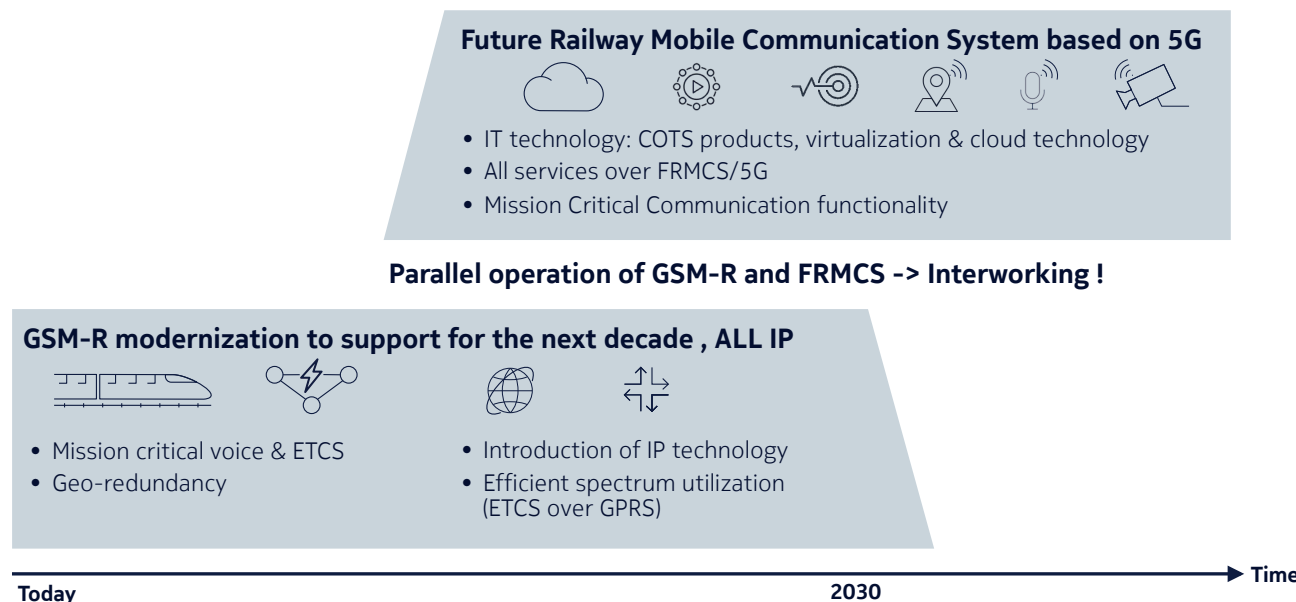 Future Railway Mobile Communication System based on 5G
• IT technology: COTS products, virtualization & cloud technology
• All services over FRMCS/5G
• Mission Critical Communication functionality
Parallel operation of GSM-R and FRMCS -> Interworking !
GSM-R modernization to support for the next decade , ALL IP
• Mission critical voice & ETCS
• Geo-redundancy
• Introduction of IP technology
• Efficient spectrum utilization
(ETCS over GPRS)
Time
Today
2030